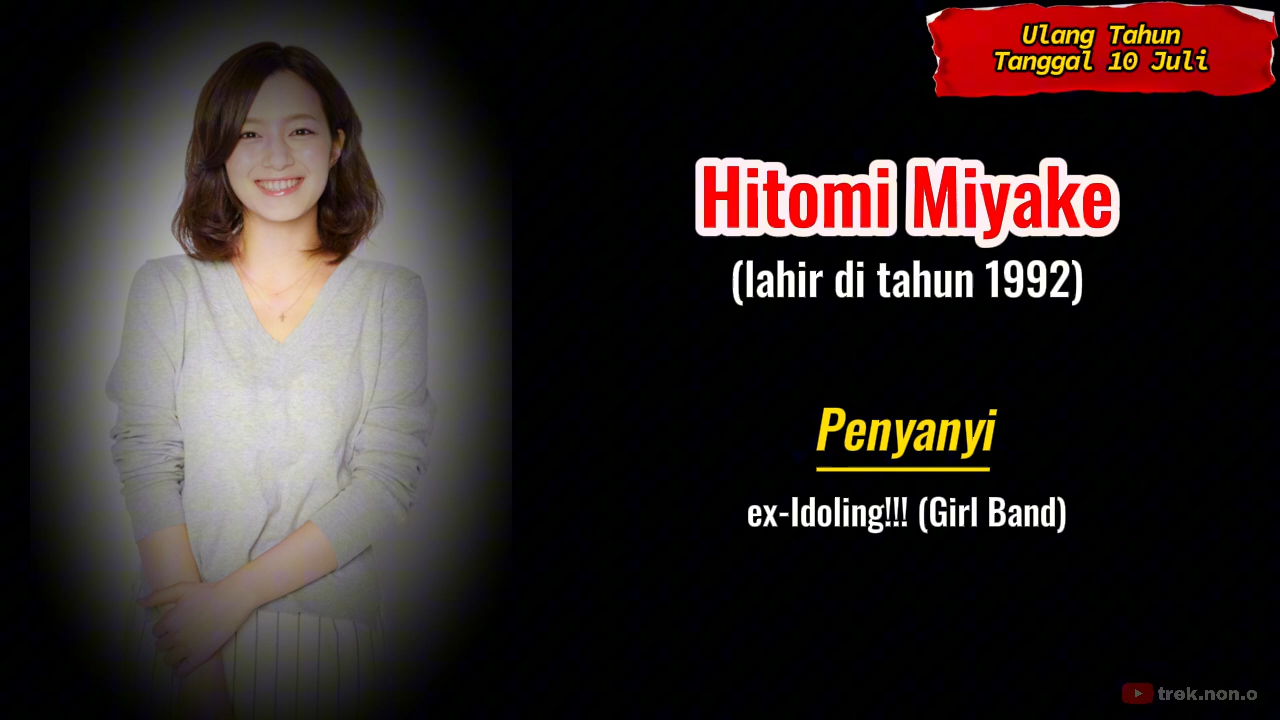 Ulang Tahun
Tanggal 10 Juli
Hitomi Miyake
(lahir di tahun 1992)
Penyanyi
ex-Idoling!!! (Girl Band)
trek.non.o